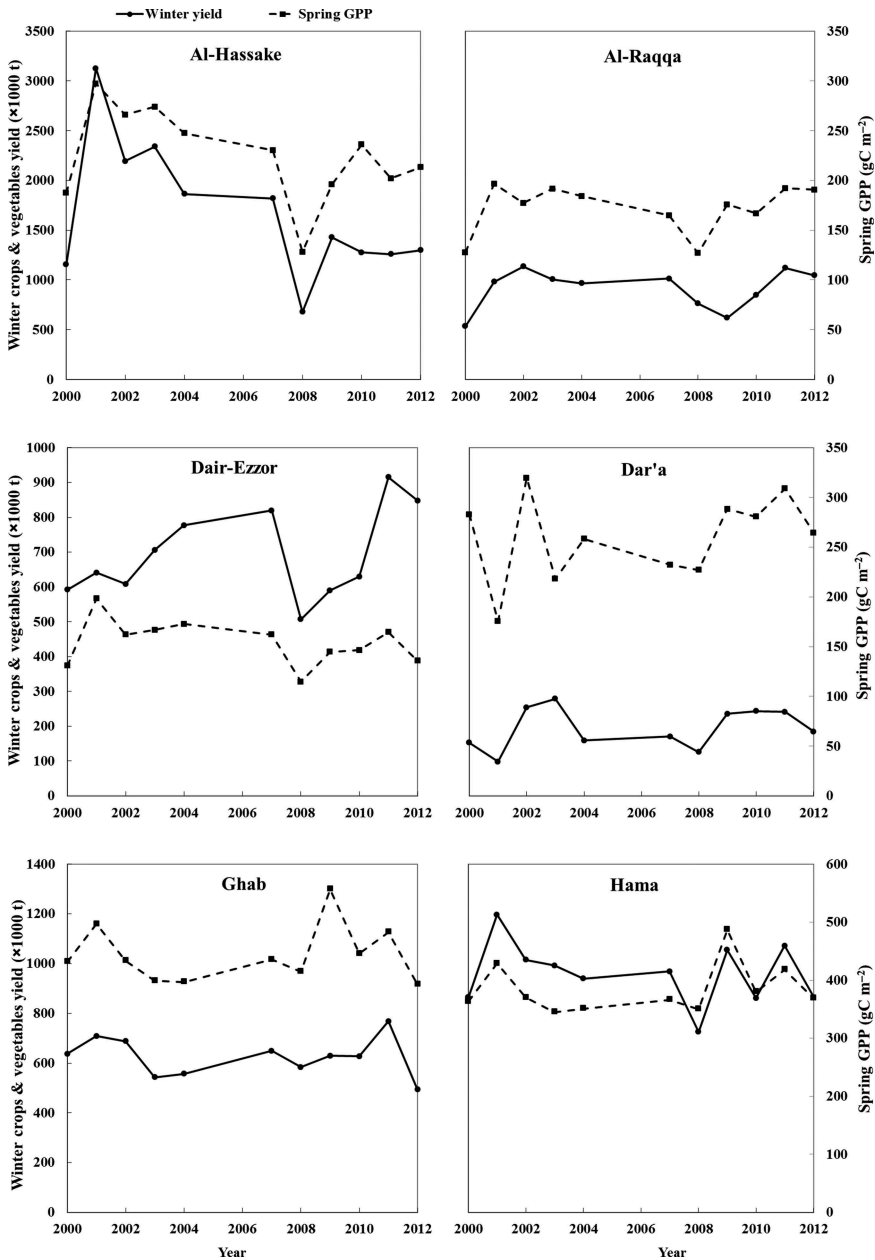 Winter yield Spring GPP
Al-Hassake
Winter crops & vegetables yield (×1000 t)
3500
3000
2500
2000
1500
1000
500
0
2000 2002 2004 2006 2008 2010 2012
Al-Raqqa
350
300
250
200
150
100
50
0
Spring GPP (gC m⁻²)
2000 2002 2004 2006 2008 2010 2012
Dair-Ezzor
Winter crops & vegetables yield (×1000 t)
1000
900
800
700
600
500
400
300
200
100
0
2000 2002 2004 2006 2008 2010 2012
Dar'a
350
300
250
200
150
100
50
0
Spring GPP (gC m⁻²)
2000 2002 2004 2006 2008 2010 2012
Ghab
Winter crops & vegetables yield (×1000 t)
1400
1200
1000
800
600
400
200
0
2000 2002 2004 2006 2008 2010 2012
Year
Hama
600
500
400
300
200
100
0
Spring GPP (gC m⁻²)
2000 2002 2004 2006 2008 2010 2012
Year